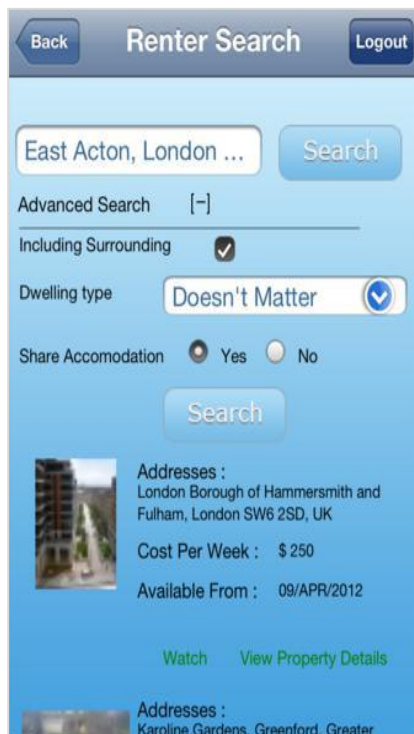 Back Renter Search Logout
East Acton, London ... Search
Advanced Search [-]
Including Surrounding
Dwelling type Doesn't Matter
Share Accomodation Yes No
Search
Addresses :
London Borough of Hammersmith and
Fulham, London SW6 2SD, UK
Cost Per Week : $ 250
Available From : 09/APR/2012
Watch View Property Details
Addresses :
Karoline Gardens, Greenford, Greater